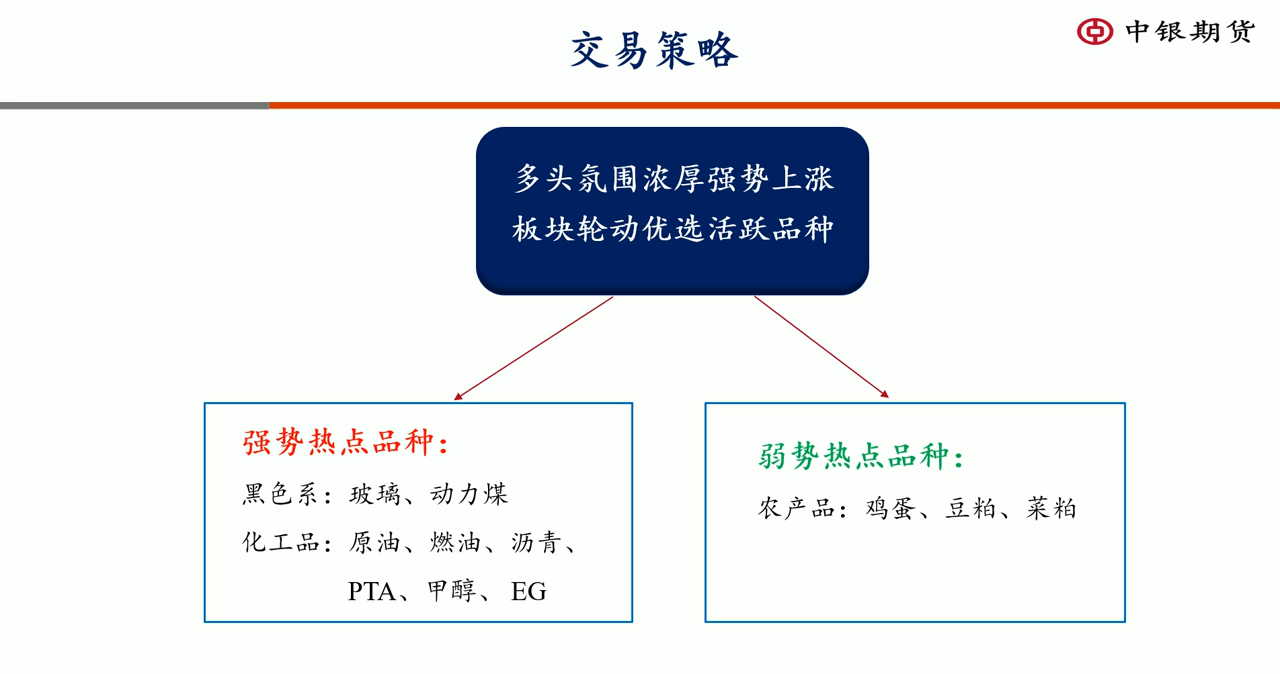 交易策略
中银期货
多头氛围浓厚强势上涨
板块轮动优选活跃品种
强势热点品种：
黑色系：玻璃、动力煤
化工品：原油、燃油、沥青、
PTA、甲醇、 EG
弱势热点品种：
农产品：鸡蛋、豆粕、菜粕